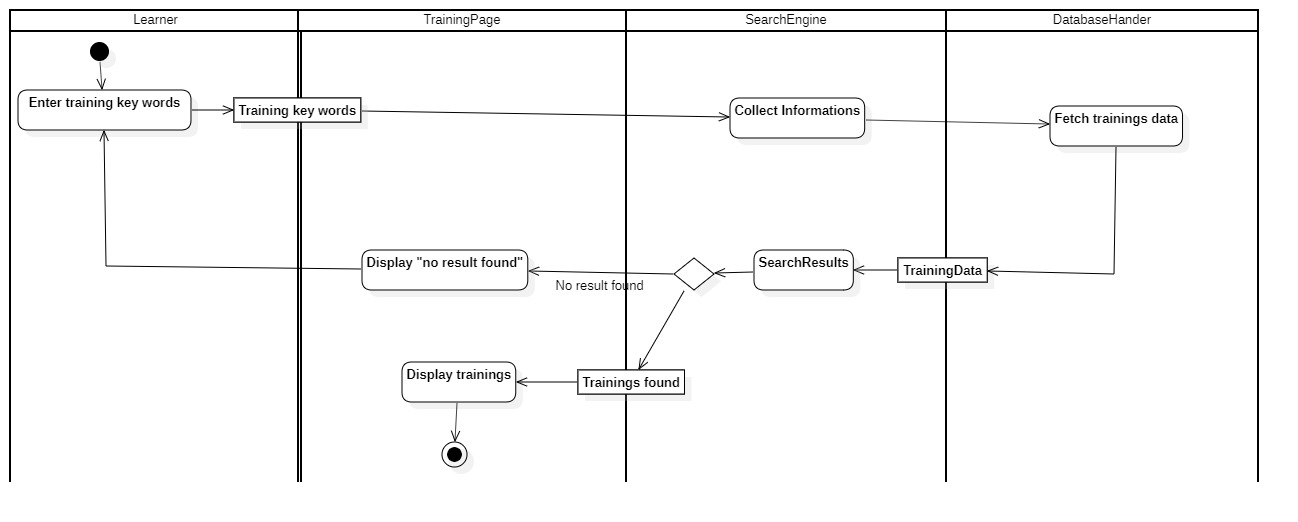 Learner
TrainingPage
SearchEngine
DatabaseHander
Enter training key words
Training key words
Collect Informations
Fetch trainings data
Display "no result found"
No result found
SearchResults
TrainingData
Display trainings
Trainings found